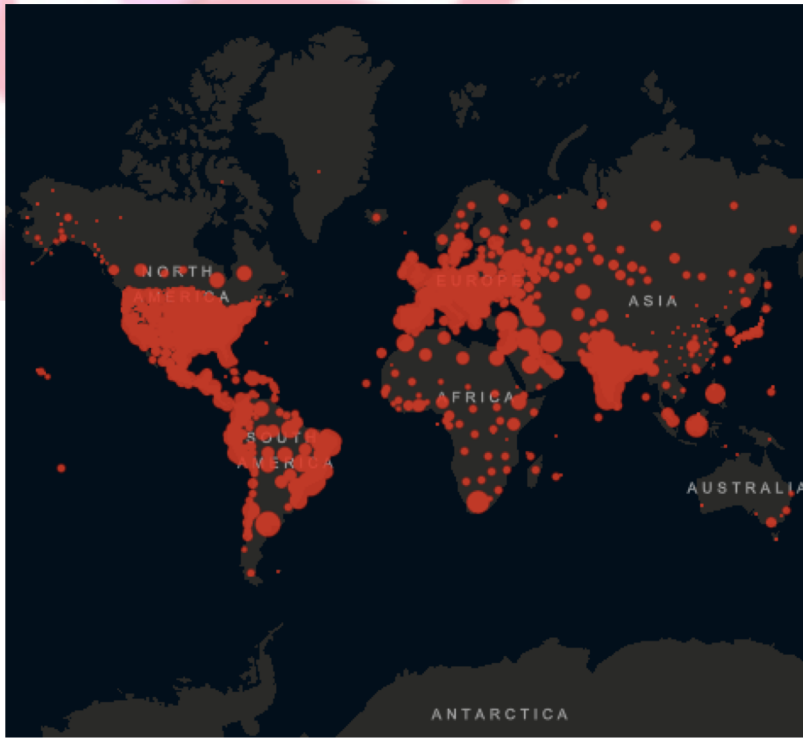 NORTH
AMERICA
EUROPE
ASIA
AFRICA
SOUTH
AMERICA
AUSTRALIA
ANTARCTICA